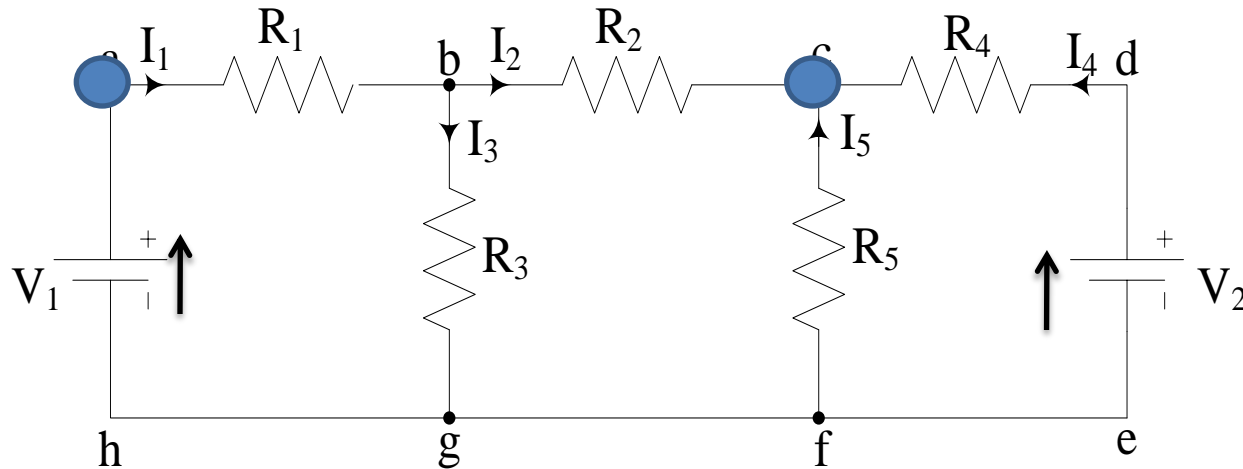 I₁ R₁ b I₂ R₂ R₄ I₄ d
I₃ I₅
V₁ + − R₃ R₅ + − V₂
h g f e